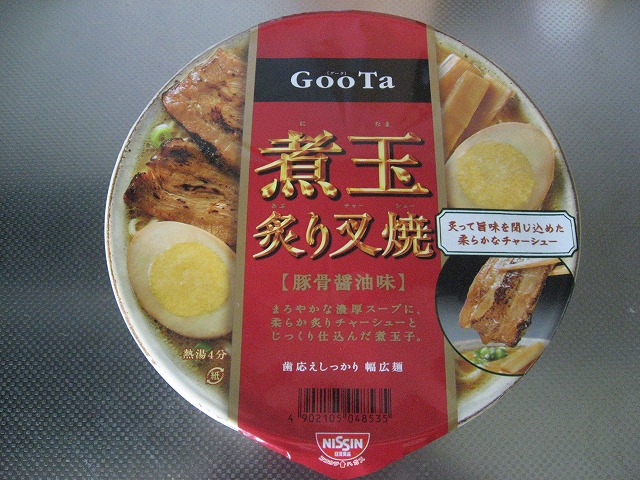 (グータ)
GooTa
にたま
煮玉
あぶ チャーシュー
炙り叉焼
【豚骨醤油味】
まろやかな濃厚スープに、
柔らか炙りチャーシューと
じっくり仕込んだ煮玉子。
歯応えしっかり 幅広麺
炙って旨味を閉じ込めた
柔らかなチャーシュー
熱湯4分
紙
4 902105 048535
NISSIN
日清食品